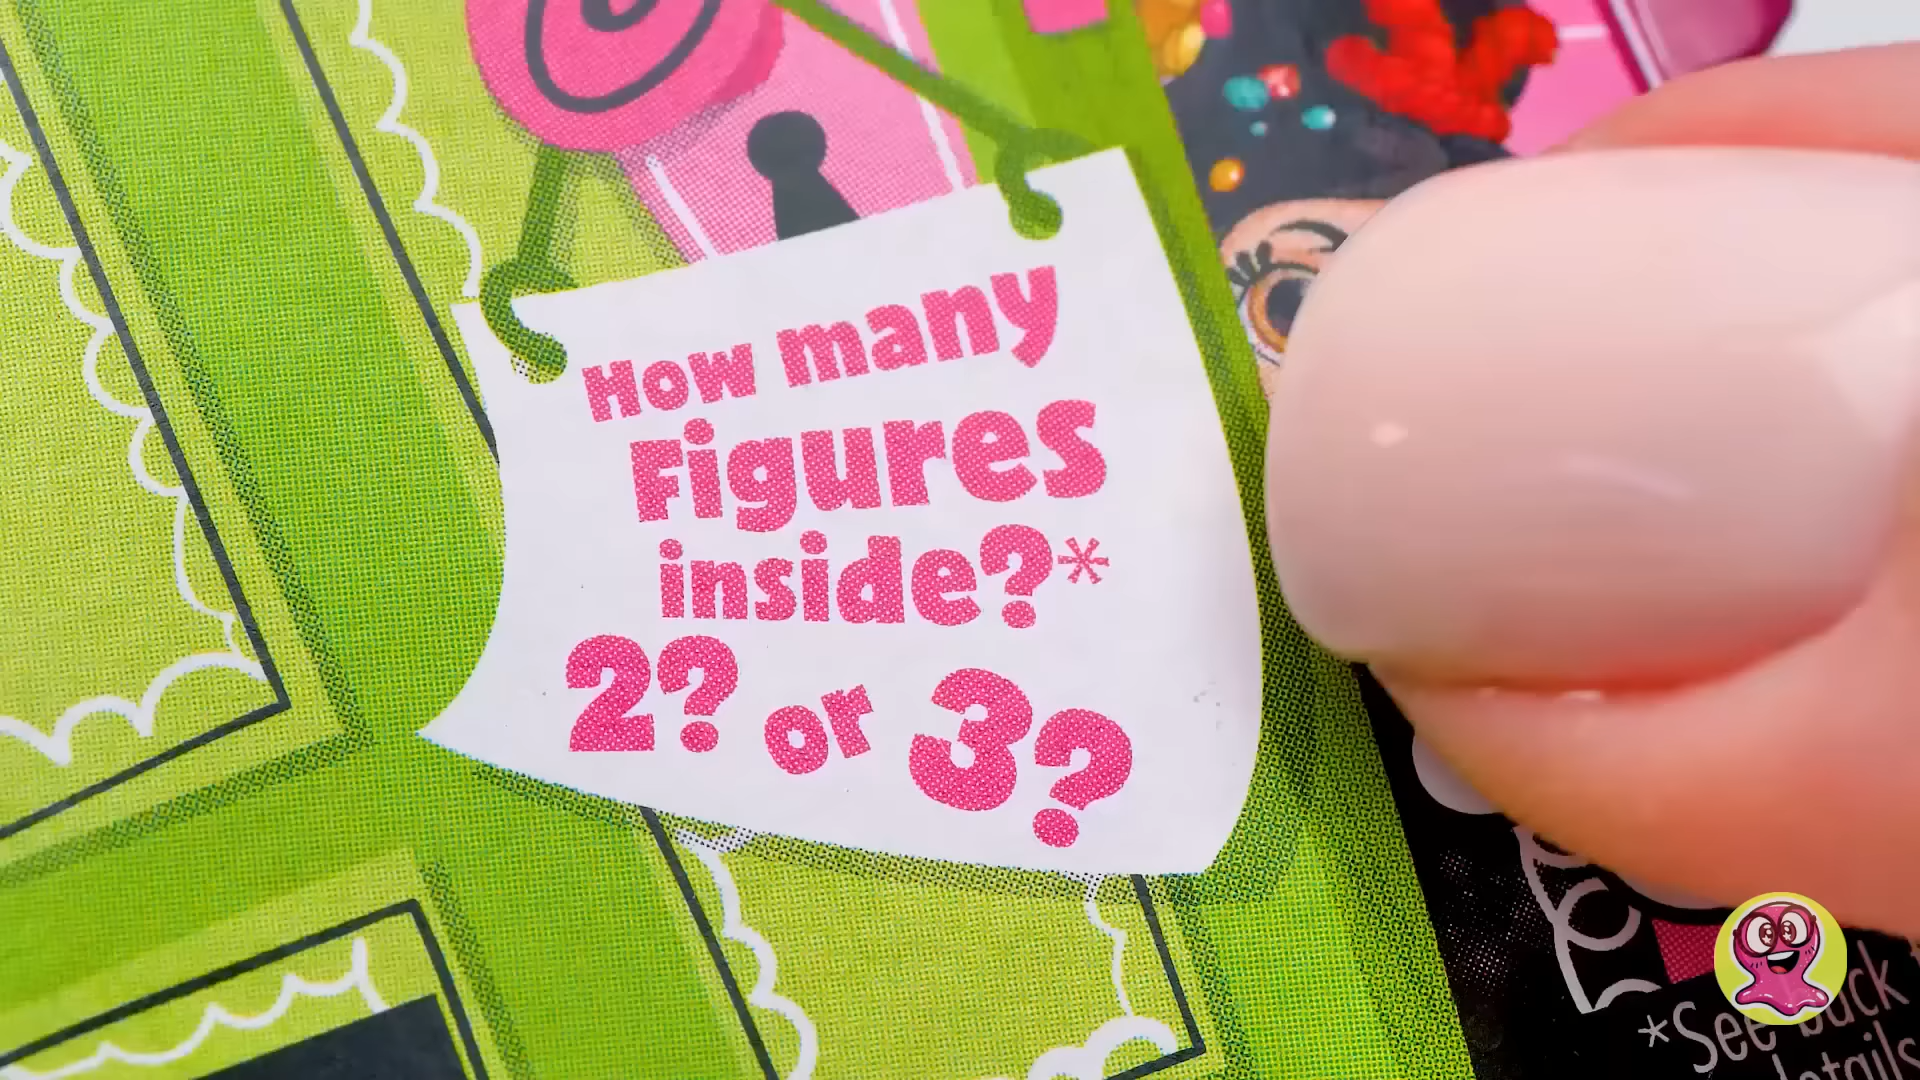 How many
Figures
inside?*
2? or 3?
*See back
details